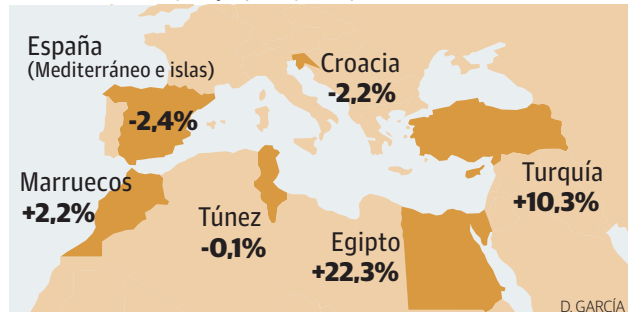 España
(Mediterráneo e islas)
-2,4%
Croacia
-2,2%
Marruecos
+2,2%
Túnez
-0,1%
Egipto
+22,3%
Turquía
+10,3%
D. GARCÍA